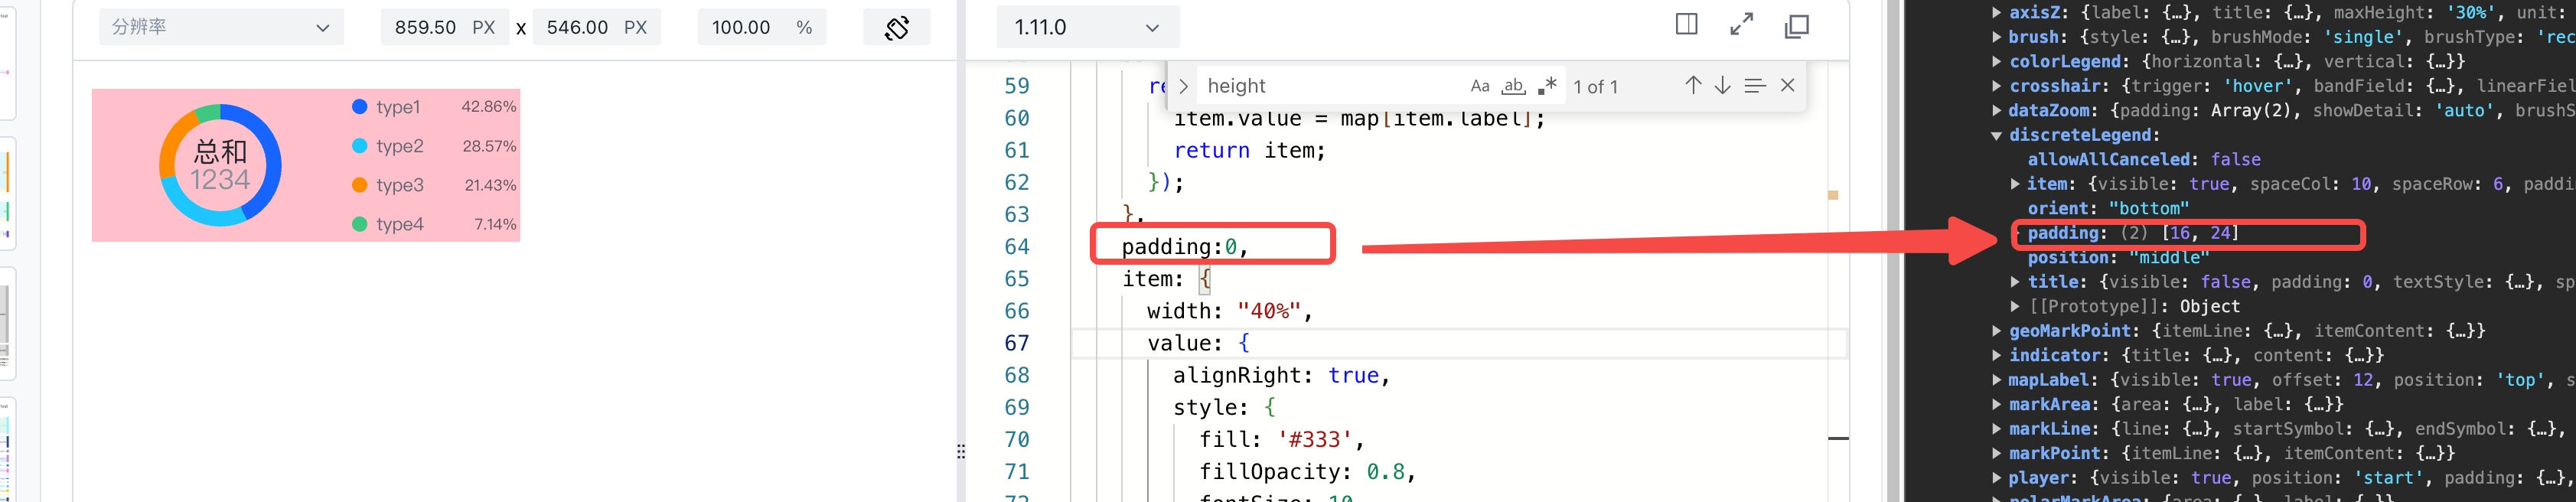 分辨率
859.50 PX x 546.00 PX
100.00 %
总和
1234
type1 42.86%
type2 28.57%
type3 21.43%
type4 7.14%
1.11.0
height
Aa ab .* 1 of 1
59 re
60 item.value = map[item.label];
61 return item;
62 });
63 },
64 padding:0,
65 item: {
66 width: "40%",
67 value: {
68 alignRight: true,
69 style: {
70 fill: '#333',
71 fillOpacity: 0.8,
72 fontSize: 10
axisZ: {label: {…}, title: {…}, maxHeight: '30%', unit:
brush: {style: {…}, brushMode: 'single', brushType: 'rec
colorLegend: {horizontal: {…}, vertical: {…}}
crosshair: {trigger: 'hover', bandField: {…}, linearFiel
dataZoom: {padding: Array(2), showDetail: 'auto', brushS
discreteLegend:
allowAllCanceled: false
item: {visible: true, spaceCol: 10, spaceRow: 6, paddi
orient: "bottom"
padding: (2) [16, 24]
position: "middle"
title: {visible: false, padding: 0, textStyle: {…}, sp
[[Prototype]]: Object
geoMarkPoint: {itemLine: {…}, itemContent: {…}}
indicator: {title: {…}, content: {…}}
mapLabel: {visible: true, offset: 12, position: 'top', s
markArea: {area: {…}, label: {…}}
markLine: {line: {…}, startSymbol: {…}, endSymbol: {…},
markPoint: {itemLine: {…}, itemContent: {…}}
player: {visible: true, position: 'start', padding: {…},
polarMarkArea: {area: {…}, label: {…}}